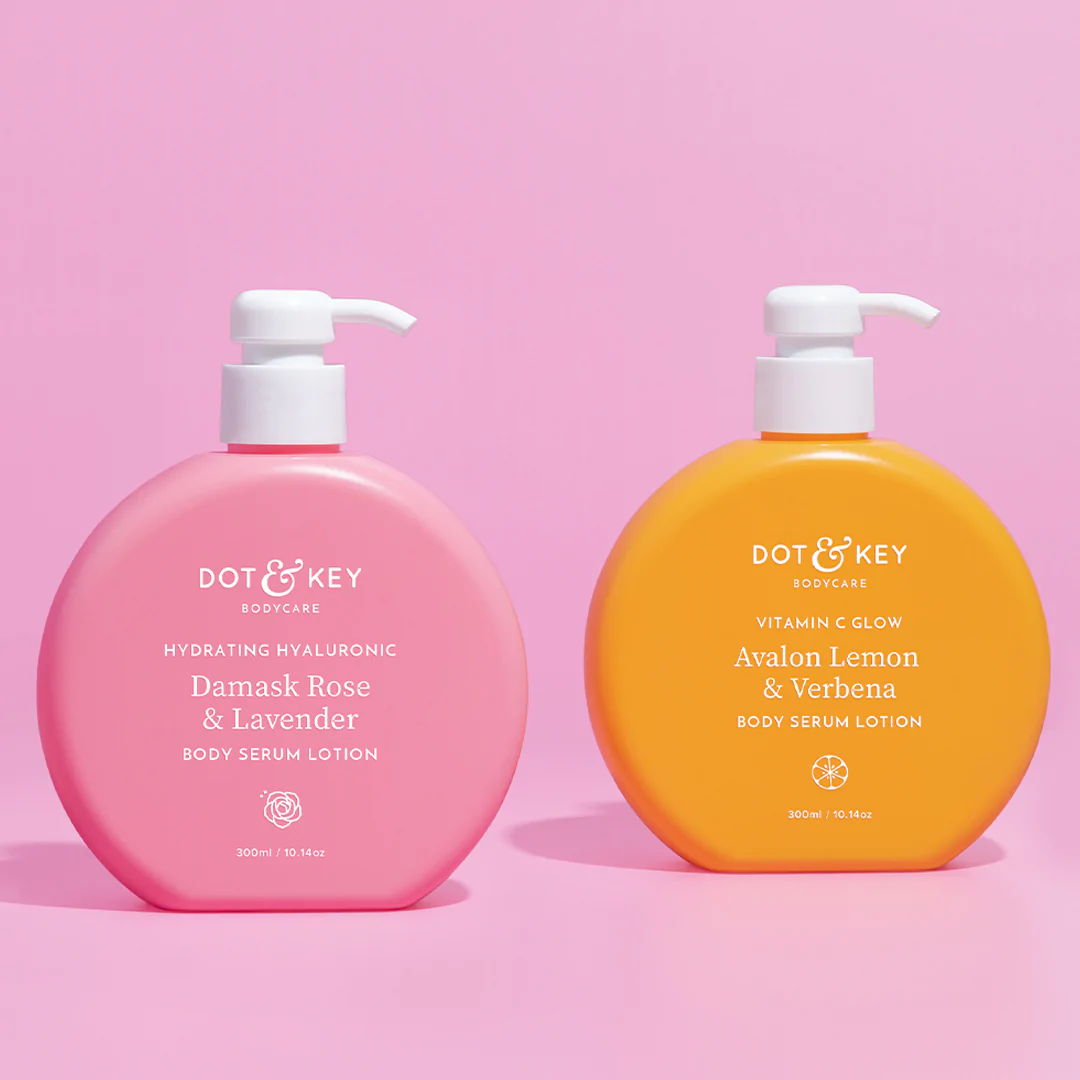 DOT & KEY
BODYCARE
HYDRATING HYALURONIC
Damask Rose
& Lavender
BODY SERUM LOTION
300ml / 10.14oz
DOT & KEY
BODYCARE
VITAMIN C GLOW
Avalon Lemon
& Verbena
BODY SERUM LOTION
300ml / 10.14oz